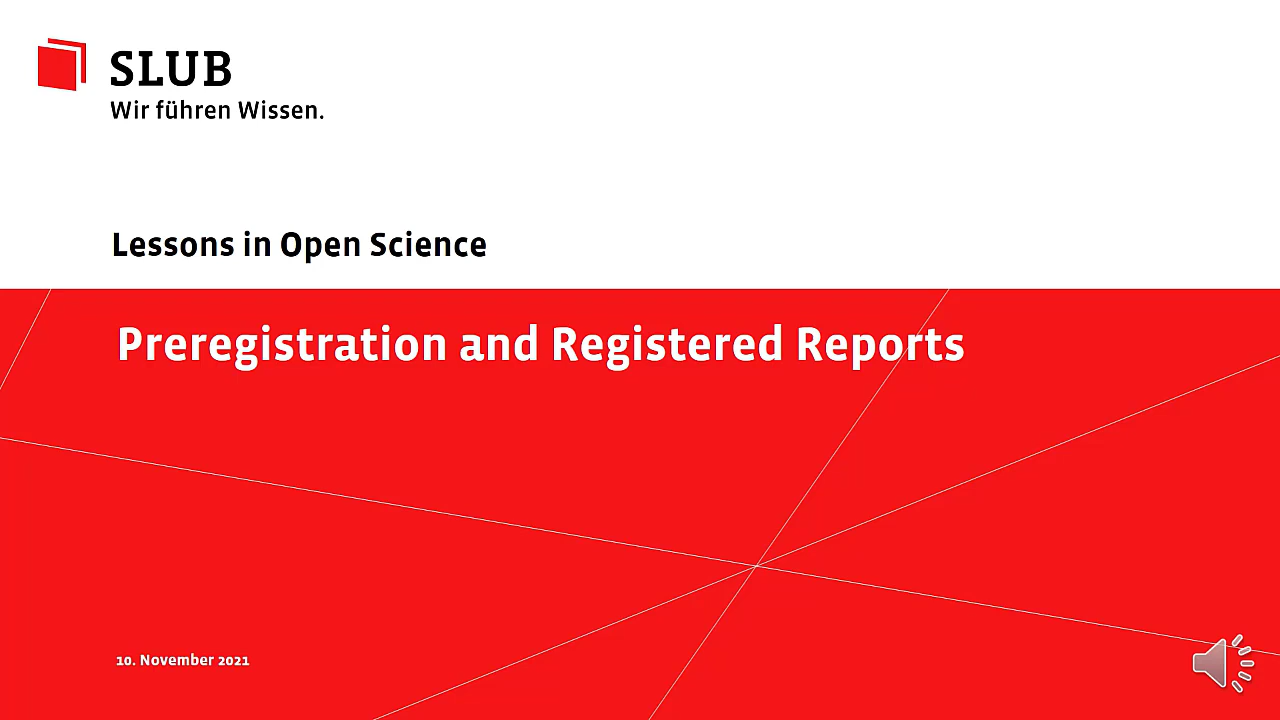 SLUB
Wir führen Wissen.
Lessons in Open Science
Preregistration and Registered Reports
10. November 2021